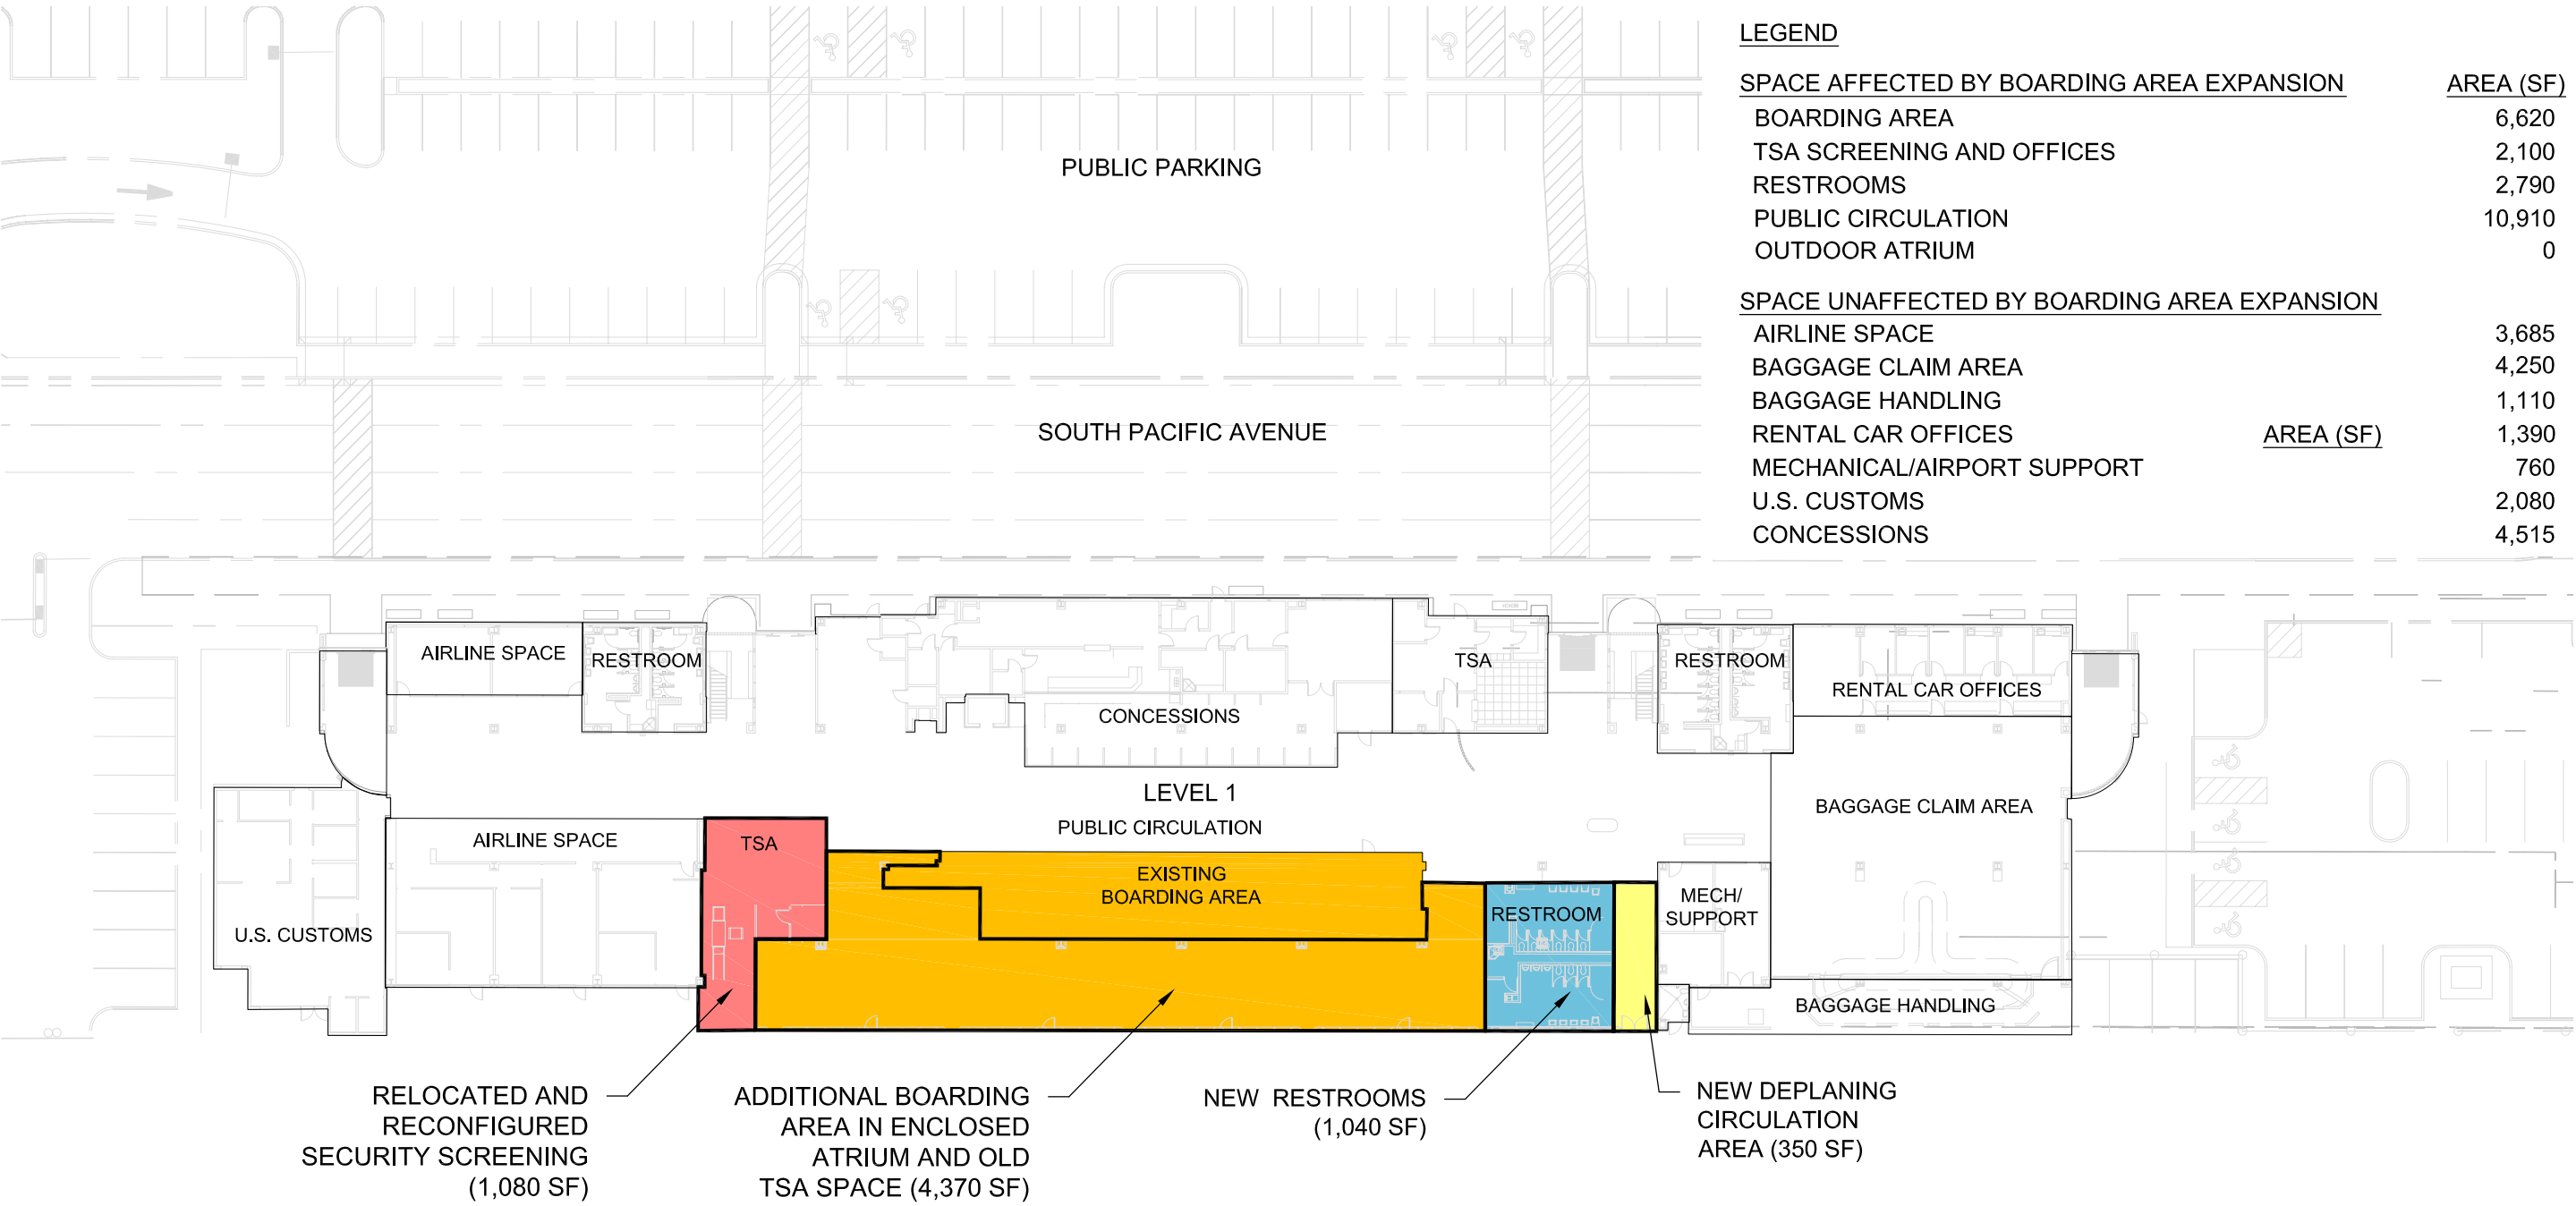 LEGEND
SPACE AFFECTED BY BOARDING AREA EXPANSION AREA (SF)
BOARDING AREA 6,620
TSA SCREENING AND OFFICES 2,100
RESTROOMS 2,790
PUBLIC CIRCULATION 10,910
OUTDOOR ATRIUM 0
SPACE UNAFFECTED BY BOARDING AREA EXPANSION
AIRLINE SPACE 3,685
BAGGAGE CLAIM AREA 4,250
BAGGAGE HANDLING 1,110
RENTAL CAR OFFICES AREA (SF) 1,390
MECHANICAL/AIRPORT SUPPORT 760
U.S. CUSTOMS 2,080
CONCESSIONS 4,515
PUBLIC PARKING
SOUTH PACIFIC AVENUE
AIRLINE SPACE
RESTROOM
CONCESSIONS
TSA
RESTROOM
RENTAL CAR OFFICES
LEVEL 1
PUBLIC CIRCULATION
BAGGAGE CLAIM AREA
U.S. CUSTOMS
AIRLINE SPACE
TSA
EXISTING
BOARDING AREA
RESTROOM
MECH/
SUPPORT
BAGGAGE HANDLING
RELOCATED AND
RECONFIGURED
SECURITY SCREENING
(1,080 SF)
ADDITIONAL BOARDING
AREA IN ENCLOSED
ATRIUM AND OLD
TSA SPACE (4,370 SF)
NEW RESTROOMS
(1,040 SF)
NEW DEPLANING
CIRCULATION
AREA (350 SF)